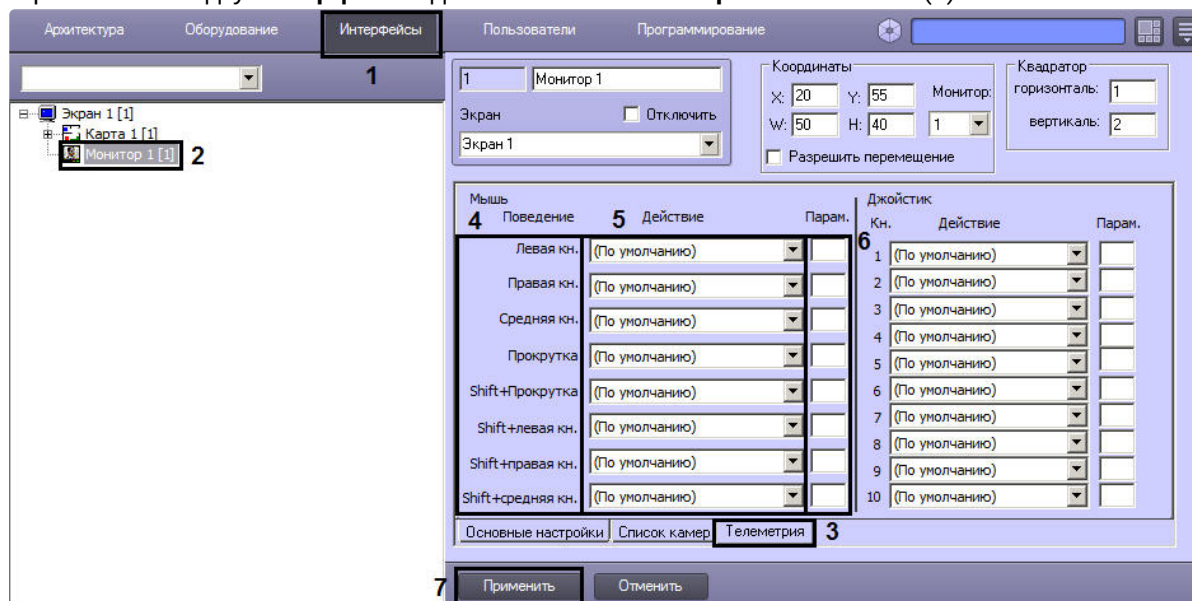 Архитектура Оборудование Интерфейсы Пользователи Программирование
1
1 Монитор 1
Экран Отключить
Экран 1
Координаты
X: 20 Y: 55 Монитор:
W: 50 H: 40 1
Разрешить перемещение
Квадратор
горизонталь: 1
вертикаль: 2
Экран 1 [1]
Карта 1 [1]
Монитор 1 [1] 2
Мышь
4 Поведение 5 Действие Парам.
Левая кн. (По умолчанию)
Правая кн. (По умолчанию)
Средняя кн. (По умолчанию)
Прокрутка (По умолчанию)
Shift+Прокрутка (По умолчанию)
Shift+левая кн. (По умолчанию)
Shift+правая кн. (По умолчанию)
Shift+средняя кн. (По умолчанию)
Джойстик
Кн. Действие Парам.
6
1 (По умолчанию)
2 (По умолчанию)
3 (По умолчанию)
4 (По умолчанию)
5 (По умолчанию)
6 (По умолчанию)
7 (По умолчанию)
8 (По умолчанию)
9 (По умолчанию)
10 (По умолчанию)
Основные настройки Список камер Телеметрия 3
7 Применить Отменить